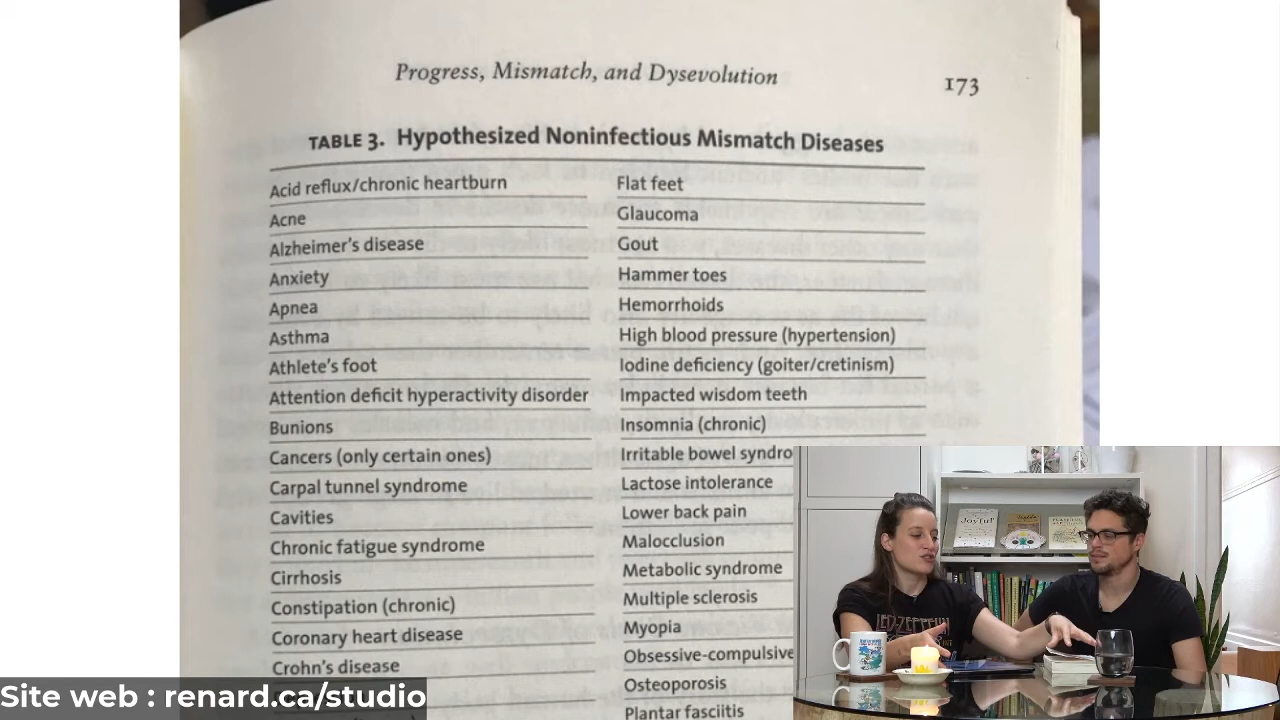 Progress, Mismatch, and Dysevolution
173
TABLE 3. Hypothesized Noninfectious Mismatch Diseases
Acid reflux/chronic heartburn
Acne
Alzheimer's disease
Anxiety
Apnea
Asthma
Athlete's foot
Attention deficit hyperactivity disorder
Bunions
Cancers (only certain ones)
Carpal tunnel syndrome
Cavities
Chronic fatigue syndrome
Cirrhosis
Constipation (chronic)
Coronary heart disease
Crohn's disease
Flat feet
Glaucoma
Gout
Hammer toes
Hemorrhoids
High blood pressure (hypertension)
Iodine deficiency (goiter/cretinism)
Impacted wisdom teeth
Insomnia (chronic)
Irritable bowel syndro
Lactose intolerance
Lower back pain
Malocclusion
Metabolic syndrome
Multiple sclerosis
Myopia
Obsessive-compulsive
Osteoporosis
Plantar fasciitis
Joyful
LED-ZEPPELIN
Site web : renard.ca/studio